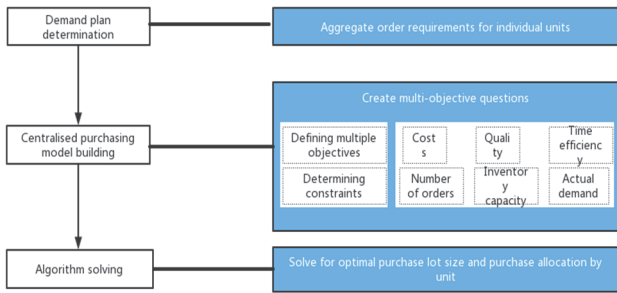 Demand plan
determination
Aggregate order requirements for individual units
Create multi-objective questions
Centralised purchasing
model building
Defining multiple
objectives
Cost
s
Quali
ty
Time
efficienc
y
Determining
constraints
Number
of orders
Inventor
y
capacity
Actual
demand
Algorithm solving
Solve for optimal purchase lot size and purchase allocation by
unit